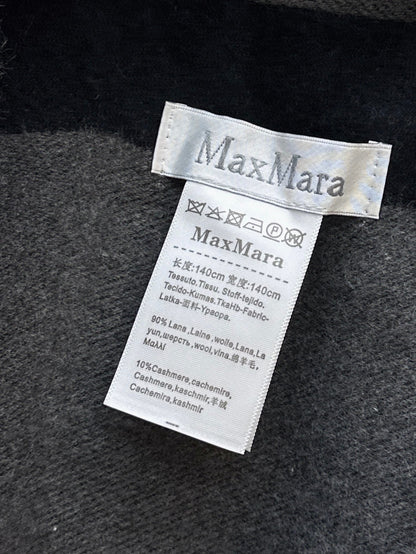 MaxMara
MaxMara
长度:140cm 宽度:140cm
Tessuto.Tissu. Stoff-tejido.
Tecido-Kumas.TkaHb-Fabric-
Latka-面料-Ypacpa.
90% Lana ,Laine, wolle, Lana,La
yun,шерсть,wool,vina.绵羊毛,
Μαλλί
10%Cashmere,cachemire,
Cashmere,kaschmir,羊绒
Cashmere,kashmir